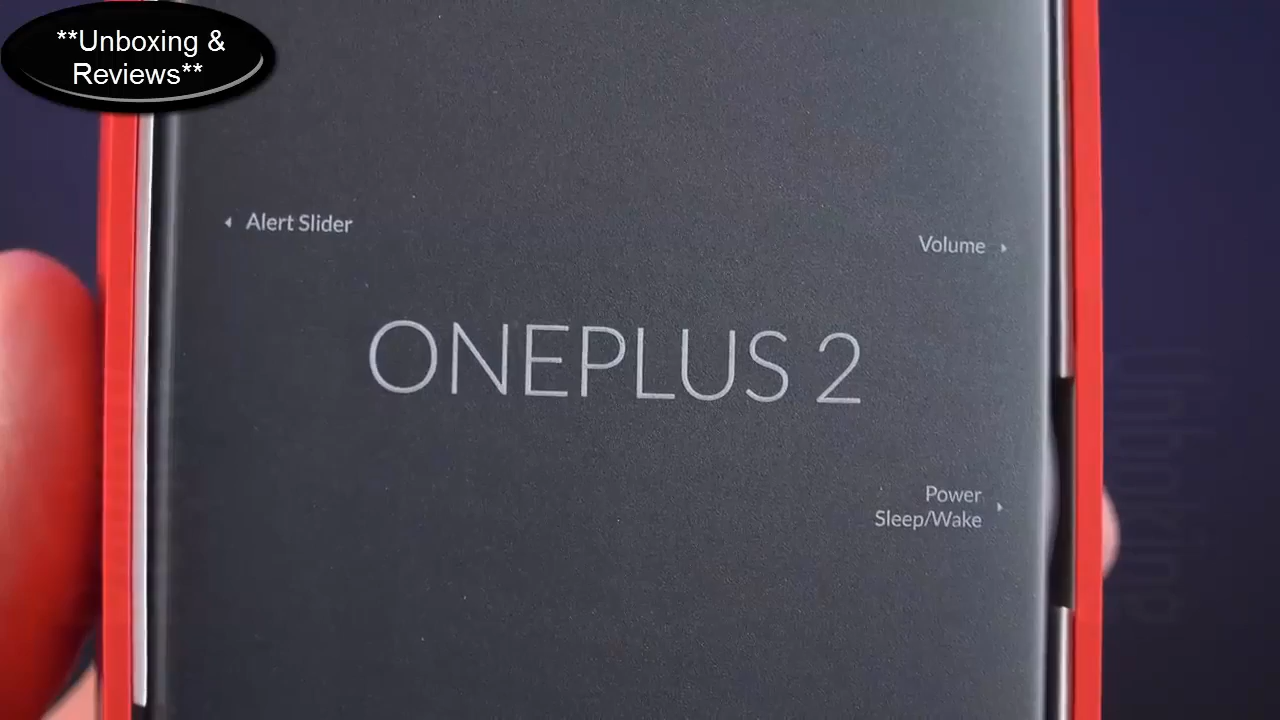 **Unboxing &
Reviews**
Alert Slider
Volume
ONEPLUS 2
Power
Sleep/Wake